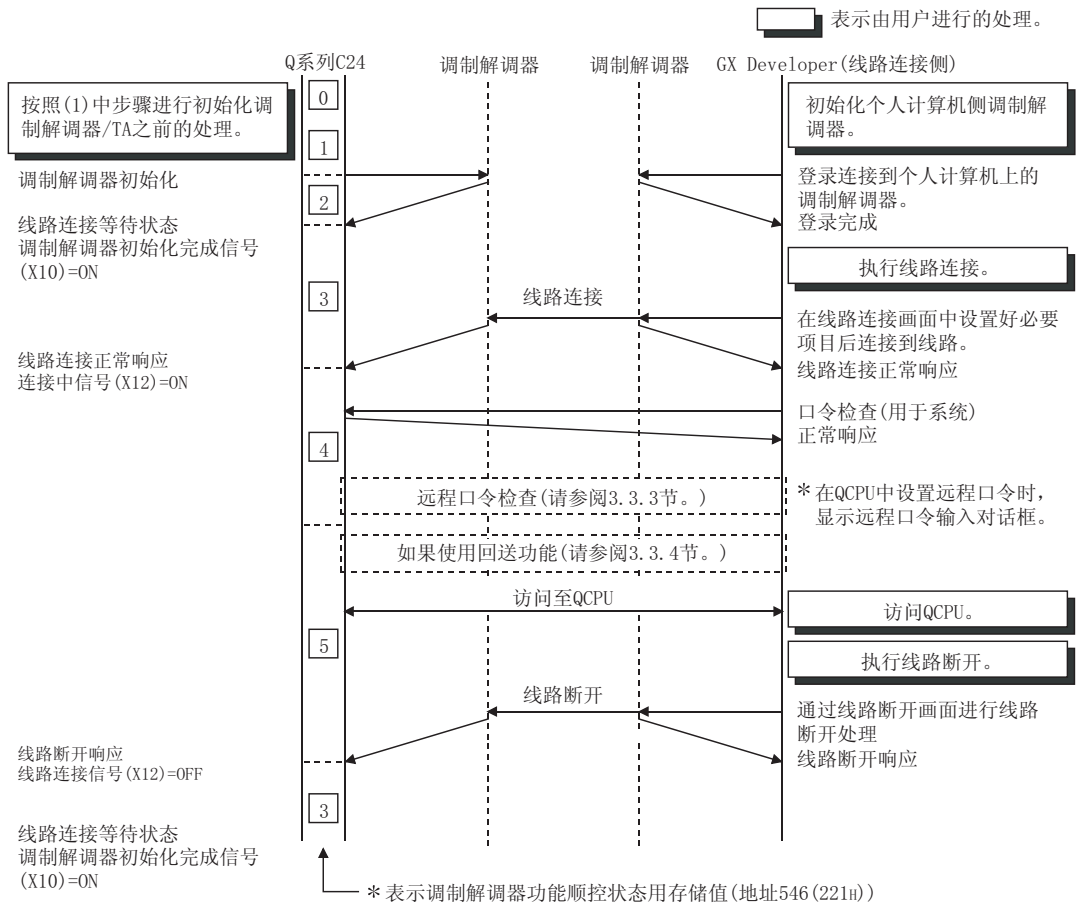 表示由用户进行的处理。
Q系列C24
调制解调器
调制解调器
GX Developer(线路连接侧)
按照(1)中步骤进行初始化调
制解调器/TA之前的处理。
0
初始化个人计算机侧调制解
调器。
1
调制解调器初始化
登录连接到个人计算机上的
调制解调器。
2
登录完成
线路连接等待状态
调制解调器初始化完成信号
(X10)=ON
执行线路连接。
3
线路连接
在线路连接画面中设置好必要
项目后连接到线路。
线路连接正常响应
连接中信号(X12)=ON
线路连接正常响应
口令检查(用于系统)
正常响应
4
远程口令检查(请参阅3.3.3节。)
*在QCPU中设置远程口令时，
显示远程口令输入对话框。
如果使用回送功能(请参阅3.3.4节。)
访问至QCPU
访问QCPU。
5
执行线路断开。
线路断开
通过线路断开画面进行线路
断开处理
线路断开响应
线路断开响应
线路连接信号(X12)=OFF
3
线路连接等待状态
调制解调器初始化完成信号
(X10)=ON
*表示调制解调器功能顺控状态用存储值(地址546(221H))